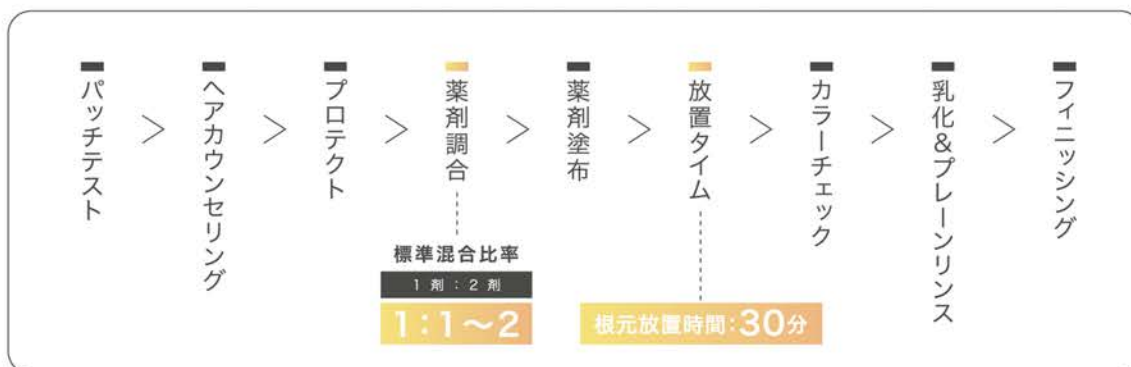 パッチテスト
>
ヘアカウンセリング
>
プロテクト
>
薬剤調合
>
薬剤塗布
>
放置タイム
>
カラーチェック
>
乳化&プレーンリンス
>
フィニッシング
標準混合比率
1剤:2剤
1:1〜2
根元放置時間:30分